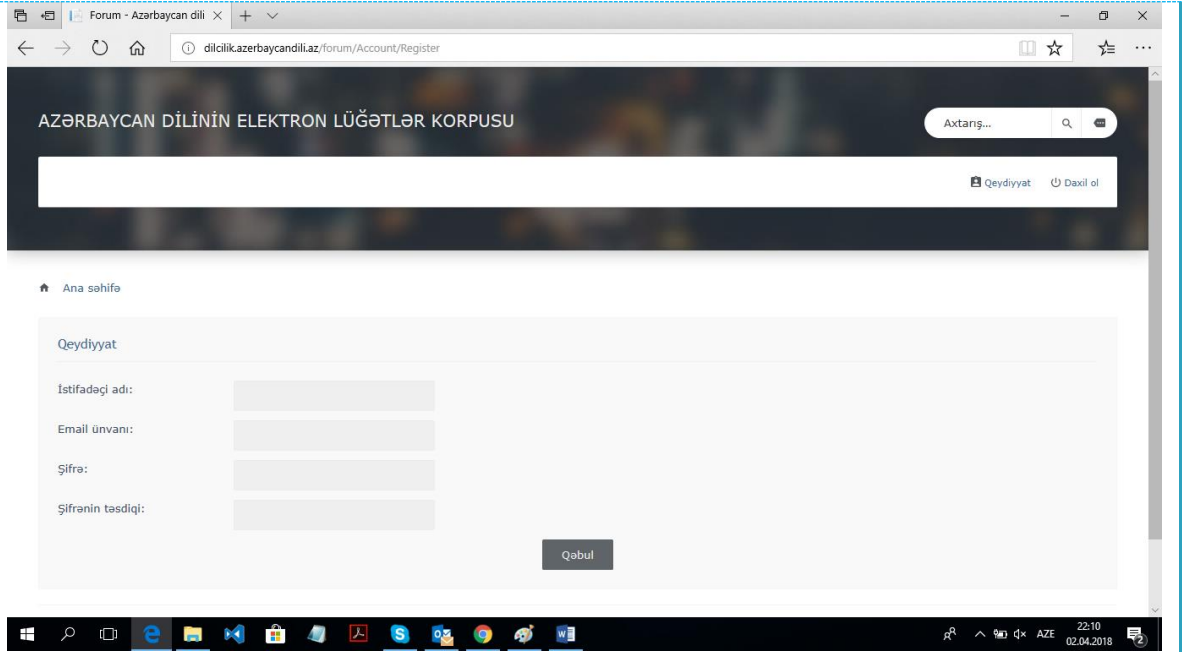 Forum - Azərbaycan dili
dilcilik.azerbaycandili.az/forum/Account/Register
AZƏRBAYCAN DİLİNİN ELEKTRON LÜĞƏTLƏR KORPUSU
Axtarış...
Qeydiyyat
Daxil ol
Ana səhifə
Qeydiyyat
İstifadəçi adı:
Email ünvanı:
Şifrə:
Şifrənin təsdiqi:
Qəbul
AZE
22:10
02.04.2018
2